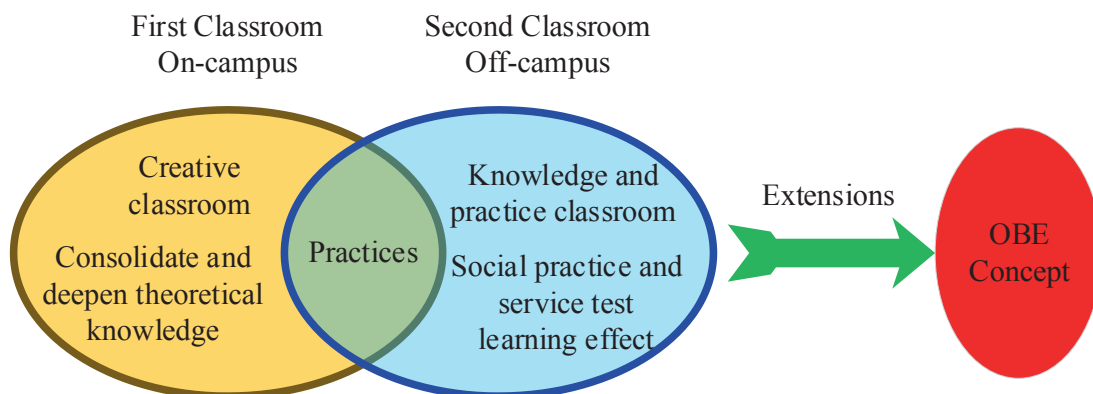 First Classroom
On-campus
Second Classroom
Off-campus
Creative
classroom
Consolidate and
deepen theoretical
knowledge
Practices
Knowledge and
practice classroom
Social practice and
service test
learning effect
Extensions
OBE
Concept